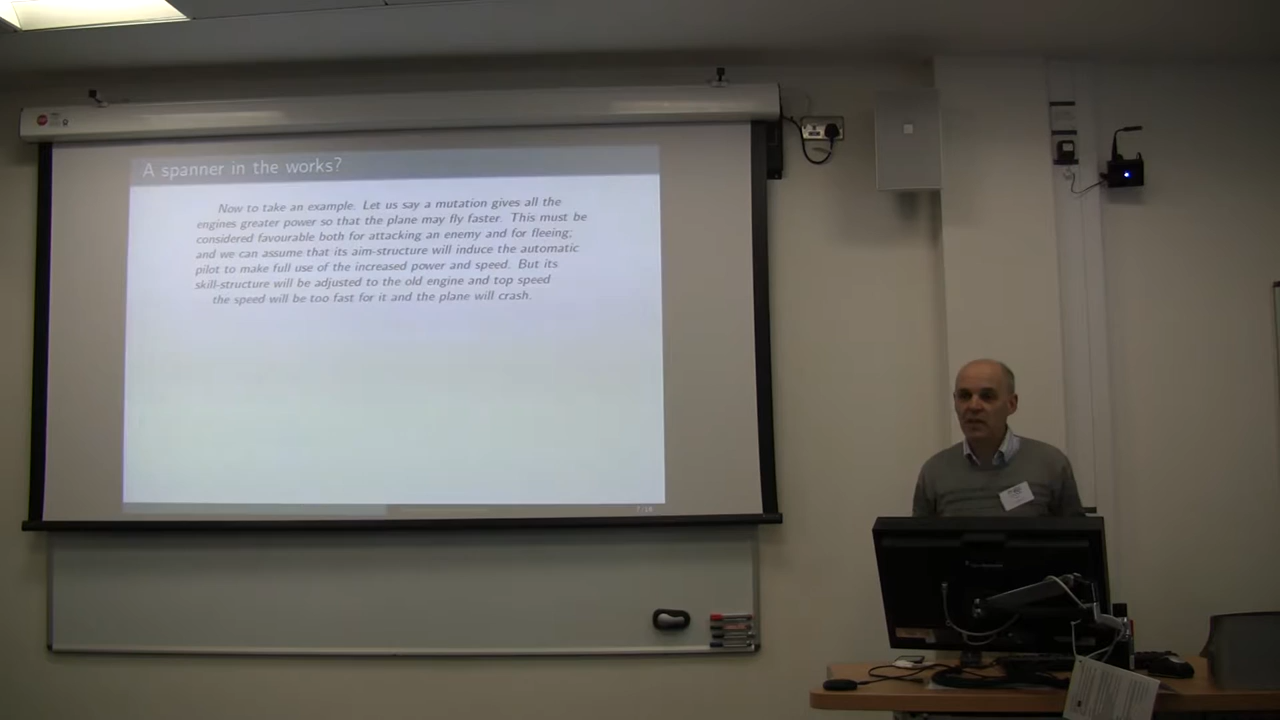 A spanner in the works?
Now to take an example. Let us say a mutation gives all the
engines greater power so that the plane may fly faster. This must be
considered favourable both for attacking an enemy and for fleeing;
and we can assume that its aim-structure will induce the automatic
pilot to make full use of the increased power and speed. But its
skill-structure will be adjusted to the old engine and top speed
the speed will be too fast for it and the plane will crash.
7/16